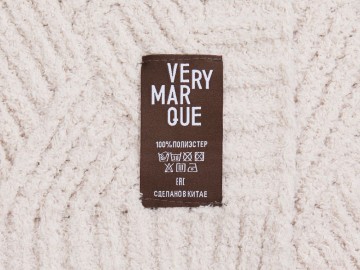 VERY
MAR
QUE
100% ПОЛИЭСТЕР
EAC
СДЕЛАНО В КИТАЕ